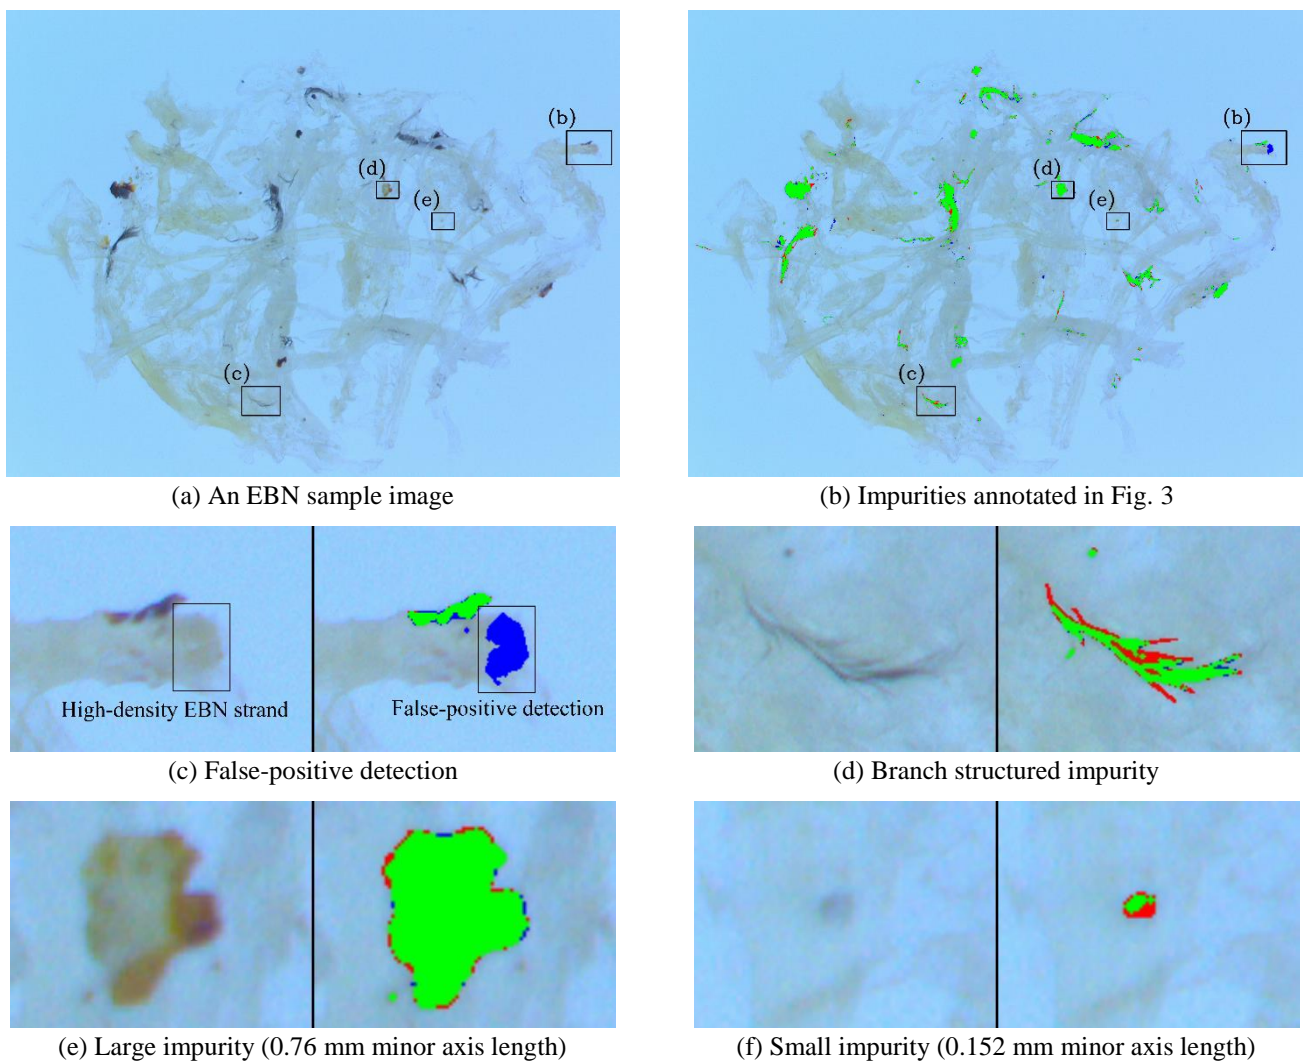 (b)
(d)
(e)
(c)
(b)
(d)
(e)
(c)
(a) An EBN sample image
(b) Impurities annotated in Fig. 3
High-density EBN strand
False-positive detection
(c) False-positive detection
(d) Branch structured impurity
(e) Large impurity (0.76 mm minor axis length)
(f) Small impurity (0.152 mm minor axis length)